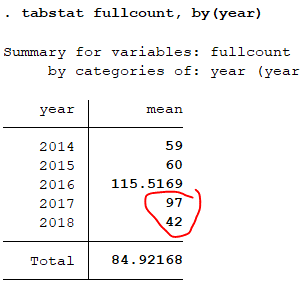 . tabstat fullcount, by(year)
Summary for variables: fullcount
by categories of: year (year
year mean
2014 59
2015 60
2016 115.5169
2017 97
2018 42
Total 84.92168